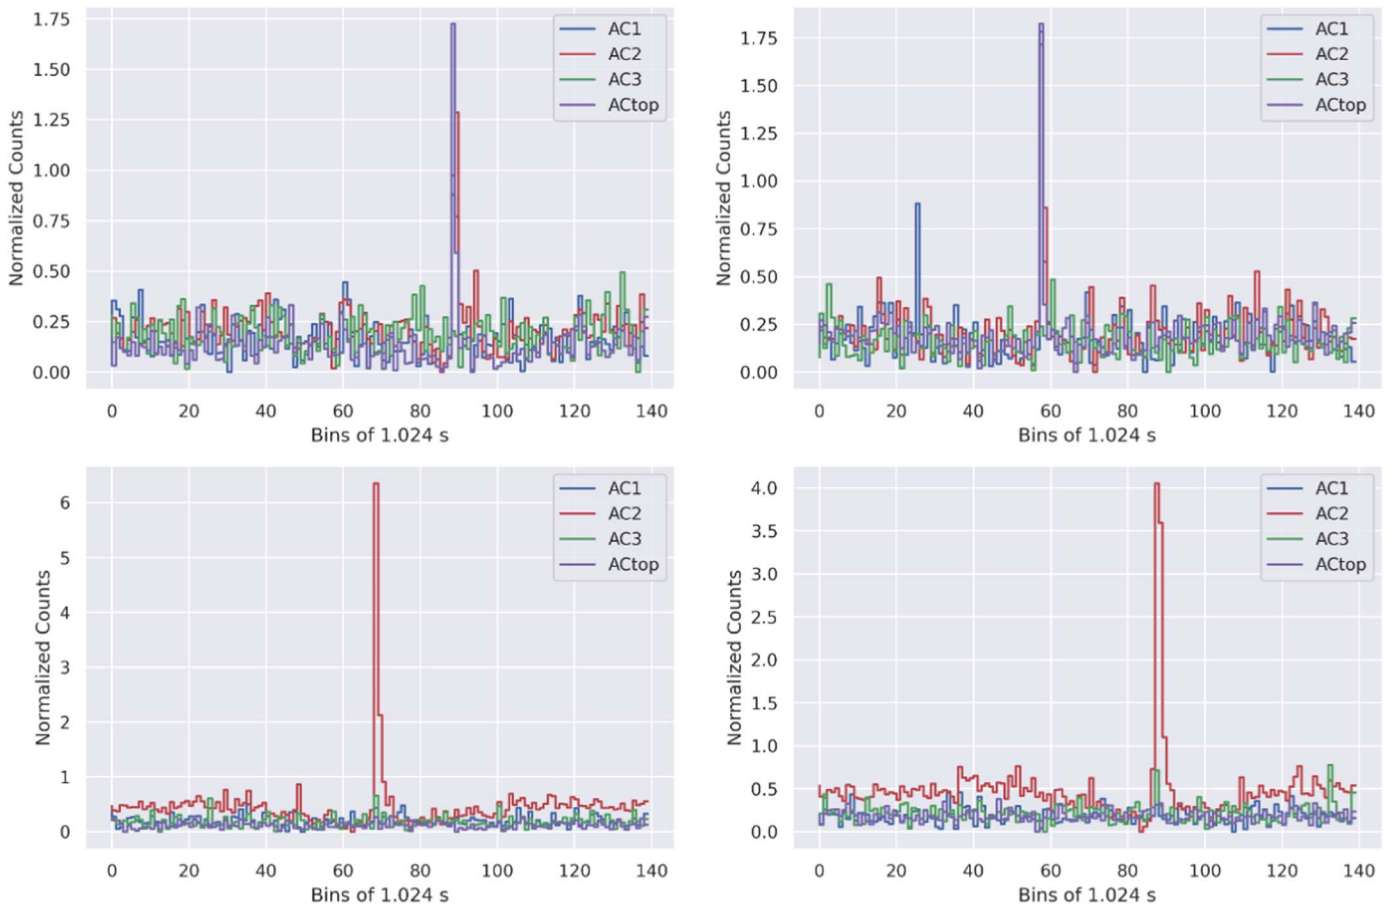 1.75
1.50
1.25
1.00
0.75
0.50
0.25
0.00
Normalized Counts
AC1
AC2
AC3
ACtop
0 20 40 60 80 100 120 140
Bins of 1.024 s
1.75
1.50
1.25
1.00
0.75
0.50
0.25
0.00
Normalized Counts
AC1
AC2
AC3
ACtop
0 20 40 60 80 100 120 140
Bins of 1.024 s
6
5
4
3
2
1
0
Normalized Counts
AC1
AC2
AC3
ACtop
0 20 40 60 80 100 120 140
Bins of 1.024 s
4.0
3.5
3.0
2.5
2.0
1.5
1.0
0.5
0.0
Normalized Counts
AC1
AC2
AC3
ACtop
0 20 40 60 80 100 120 140
Bins of 1.024 s